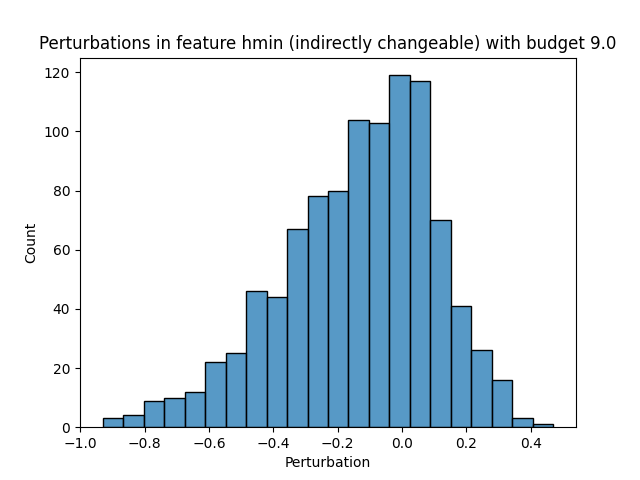 Perturbations in feature hmin (indirectly changeable) with budget 9.0
120
100
80
60
40
20
0
Count
−1.0 −0.8 −0.6 −0.4 −0.2 0.0 0.2 0.4
Perturbation